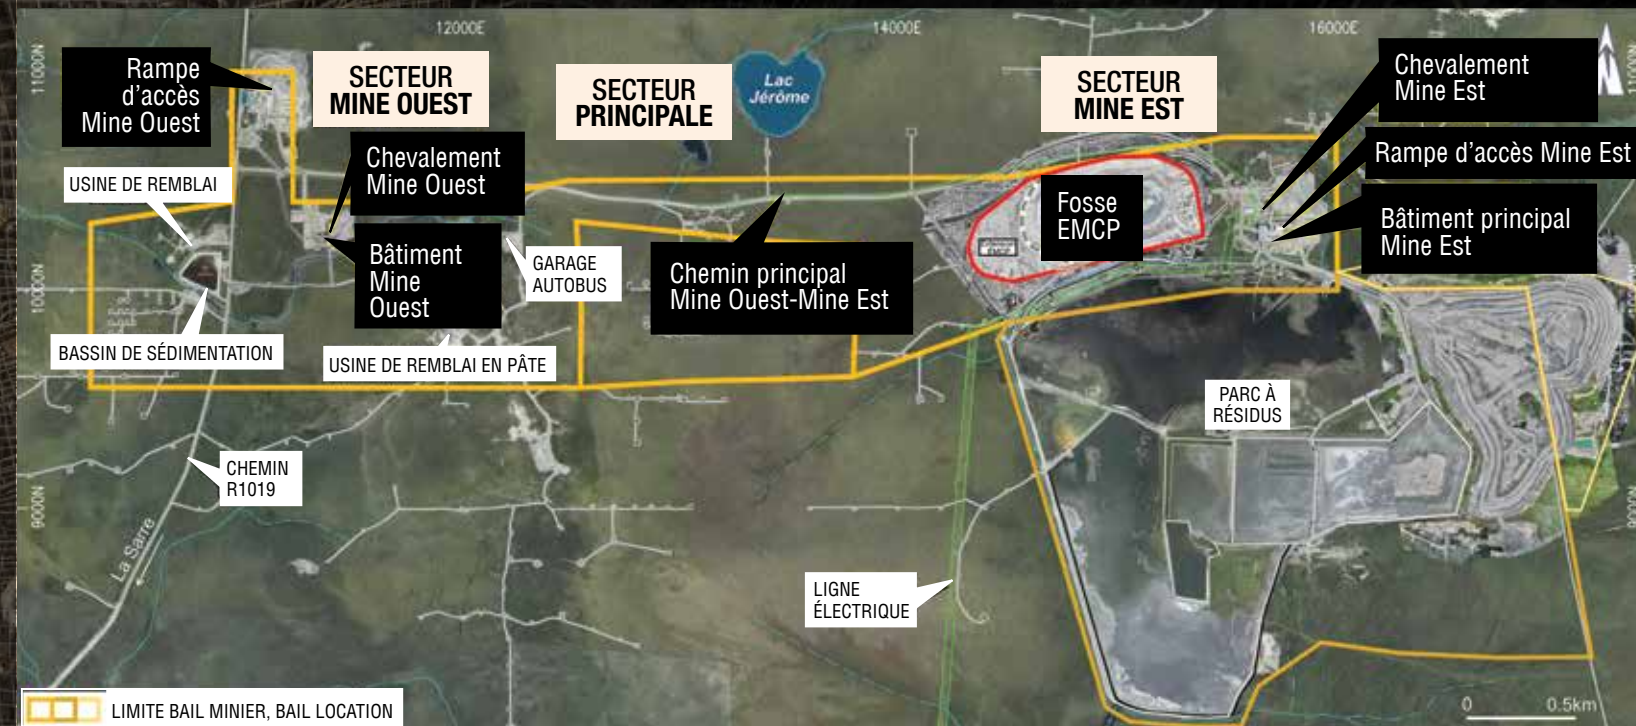 12000E
14000E
16000E
11000N
11000N
Rampe
d'accès
Mine Ouest
SECTEUR
MINE OUEST
SECTEUR
PRINCIPALE
Lac
Jérôme
SECTEUR
MINE EST
Chevalement
Mine Est
Rampe d'accès Mine Est
Bâtiment principal
Mine Est
USINE DE REMBLAI
Chevalement
Mine Ouest
Bâtiment
Mine
Ouest
GARAGE
AUTOBUS
Chemin principal
Mine Ouest-Mine Est
Fosse
EMCP
10000N
BASSIN DE SÉDIMENTATION
USINE DE REMBLAI EN PÂTE
PARC À
RÉSIDUS
CHEMIN
R1019
9000N
9000N
La Sarre
LIGNE
ÉLECTRIQUE
LIMITE BAIL MINIER, BAIL LOCATION
0 0.5km